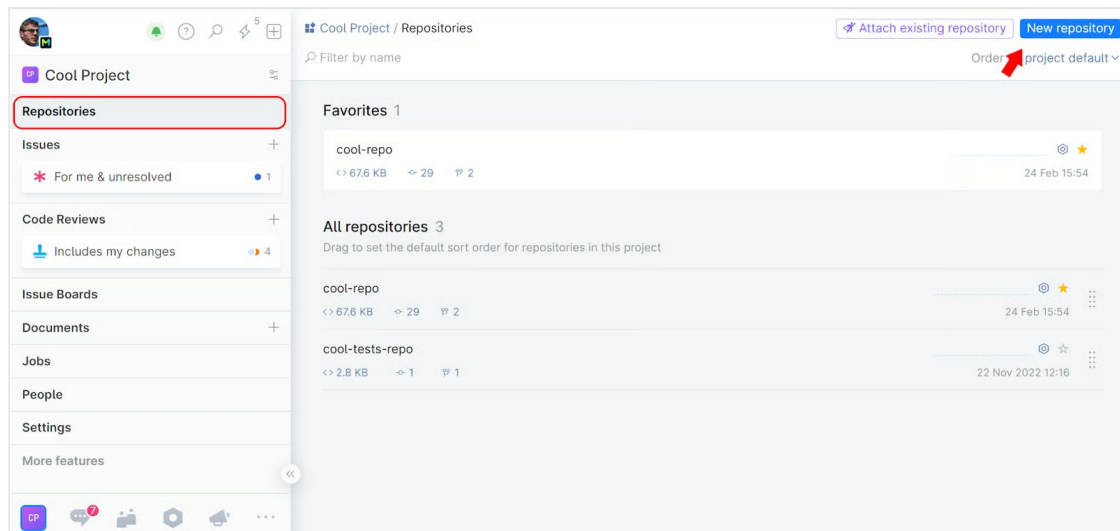 5
M
CP Cool Project
Repositories
Issues
For me & unresolved 1
Code Reviews
Includes my changes 4
Issue Boards
Documents
Jobs
People
Settings
More features
CP 7
Cool Project / Repositories
Attach existing repository
New repository
Filter by name
Order project default
Favorites 1
cool-repo
67.6 KB 29 2
24 Feb 15:54
All repositories 3
Drag to set the default sort order for repositories in this project
cool-repo
67.6 KB 29 2
24 Feb 15:54
cool-tests-repo
2.8 KB 1 1
22 Nov 2022 12:16